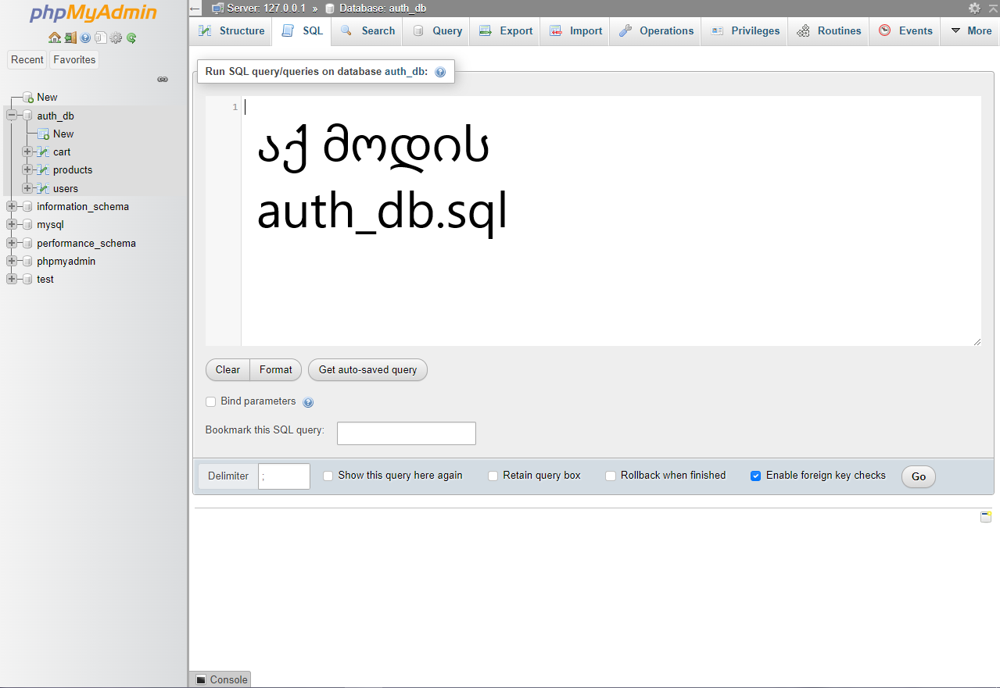 phpMyAdmin
Recent Favorites
New
auth_db
New
cart
products
users
information_schema
mysql
performance_schema
phpmyadmin
test
Server: 127.0.0.1 » Database: auth_db
Structure SQL Search Query Export Import Operations Privileges Routines Events More
Run SQL query/queries on database auth_db:
1
აქ მოდის
auth_db.sql
Clear Format Get auto-saved query
Bind parameters
Bookmark this SQL query:
Delimiter ; Show this query here again Retain query box Rollback when finished Enable foreign key checks Go
Console